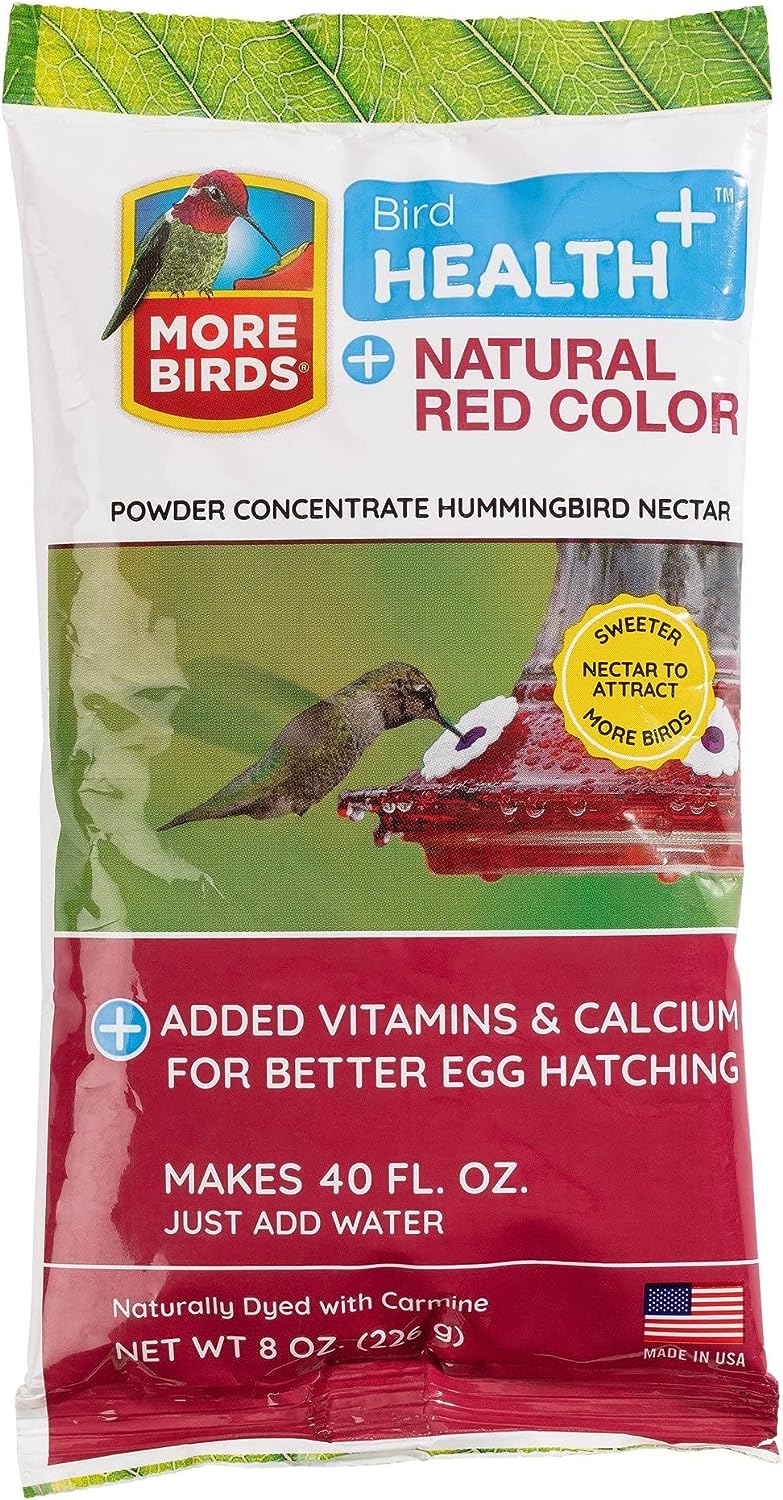 MORE
BIRDS®
Bird
HEALTH+™
+ NATURAL
RED COLOR
POWDER CONCENTRATE HUMMINGBIRD NECTAR
SWEETER
NECTAR TO
ATTRACT
MORE BIRDS
+ ADDED VITAMINS & CALCIUM
FOR BETTER EGG HATCHING
MAKES 40 FL. OZ.
JUST ADD WATER
Naturally Dyed with Carmine
NET WT 8 OZ. (226 g)
MADE IN USA